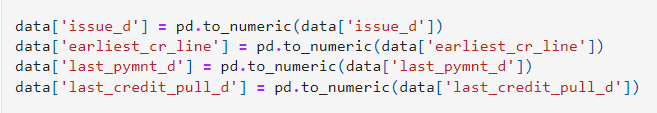 data['issue_d'] = pd.to_numeric(data['issue_d'])
data['earliest_cr_line'] = pd.to_numeric(data['earliest_cr_line'])
data['last_pymnt_d'] = pd.to_numeric(data['last_pymnt_d'])
data['last_credit_pull_d'] = pd.to_numeric(data['last_credit_pull_d'])